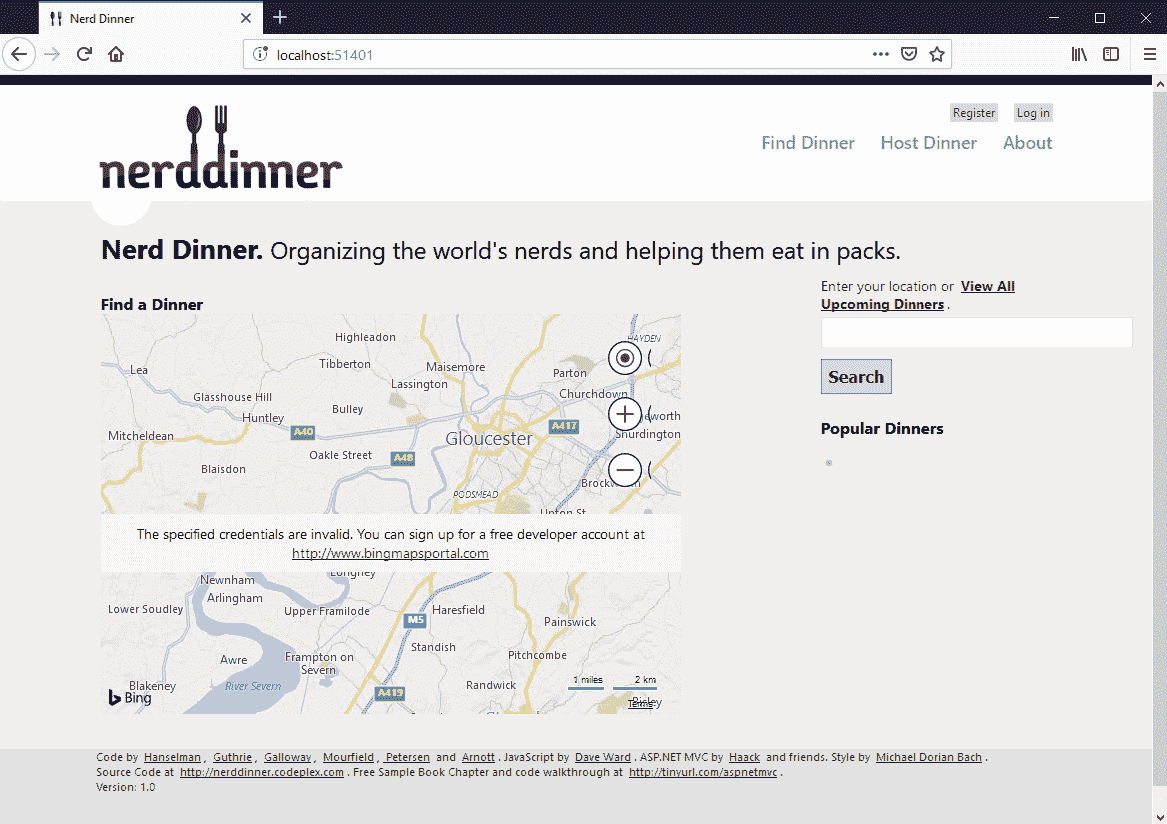 Nerd Dinner
localhost:51401
Register Log in
nerddinner
Find Dinner Host Dinner About
Nerd Dinner. Organizing the world's nerds and helping them eat in packs.
Enter your location or View All
Upcoming Dinners .
Find a Dinner
Search
Popular Dinners
Highleadon
HAYDEN
Tibberton
Maisemore
Lea
Parton
Lassington
Churchdown
Glasshouse Hill
Bulley
Huntley
A40
A417
Mitcheldean
Gloucester
Shurdington
Oakle Street
A48
Blaisdon
PODSMEAD
The specified credentials are invalid. You can sign up for a free developer account at
http://www.bingmapsportal.com
Newnham
Arlingham
Lower Soudley
Upper Framilode
Haresfield
M5
Painswick
Standish
Awre
Frampton on
Severn
Pitchcombe
Blakeney
River Severn
A419
Randwick
1 miles 2 km
Bing
Code by Hanselman , Guthrie , Galloway , Mourfield , Petersen and Arnott . JavaScript by Dave Ward . ASP.NET MVC by Haack and friends. Style by Michael Dorian Bach .
Source Code at http://nerddinner.codeplex.com . Free Sample Book Chapter and code walkthrough at http://tinyurl.com/aspnetmvc .
Version: 1.0